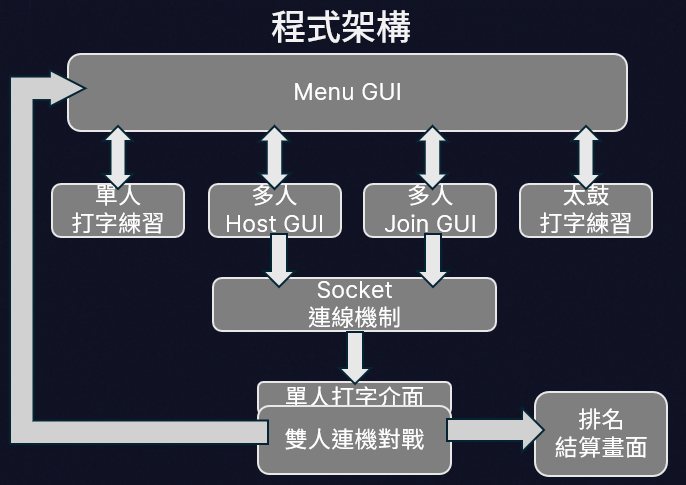 程式架構
Menu GUI
單人
打字練習
多人
Host GUI
多人
Join GUI
太鼓
打字練習
Socket
連線機制
單人打字介面
雙人連機對戰
排名
結算畫面